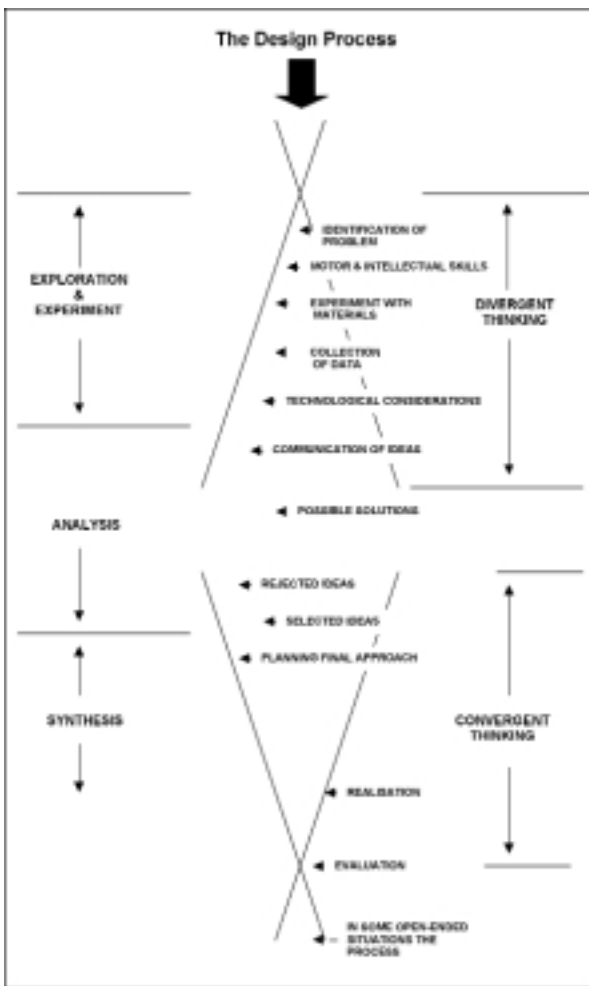 The Design Process
IDENTIFICATION OF
PROBLEM
MOTOR & INTELLECTUAL SKILLS
EXPLORATION
&
EXPERIMENT
EXPERIMENT WITH
MATERIALS
DIVERGENT
THINKING
COLLECTION
OF DATA
TECHNOLOGICAL CONSIDERATIONS
COMMUNICATION OF IDEAS
POSSIBLE SOLUTIONS
ANALYSIS
REJECTED IDEAS
SELECTED IDEAS
PLANNING FINAL APPROACH
SYNTHESIS
CONVERGENT
THINKING
REALISATION
EVALUATION
IN SOME OPEN-ENDED
SITUATIONS THE
PROCESS